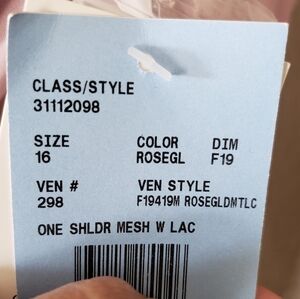 CLASS/STYLE
31112098
SIZE COLOR DIM
16 ROSEGL F19
VEN # VEN STYLE
298 F19419M ROSEGLDMTLC
ONE SHLDR MESH W LAC